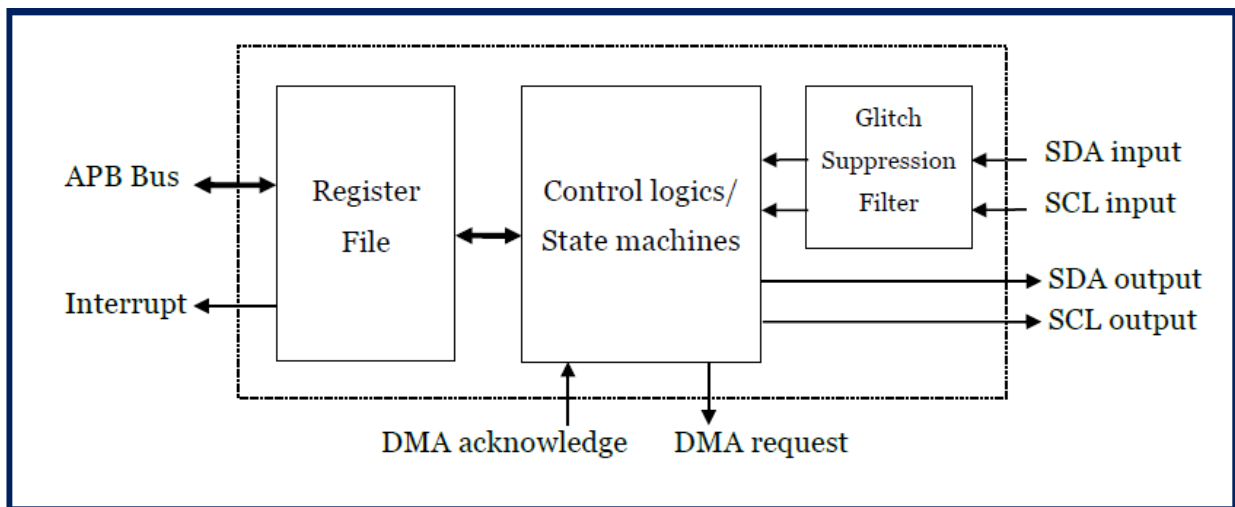 APB Bus
Interrupt
Register
File
Control logics/
State machines
Glitch
Suppression
Filter
SDA input
SCL input
SDA output
SCL output
DMA acknowledge
DMA request